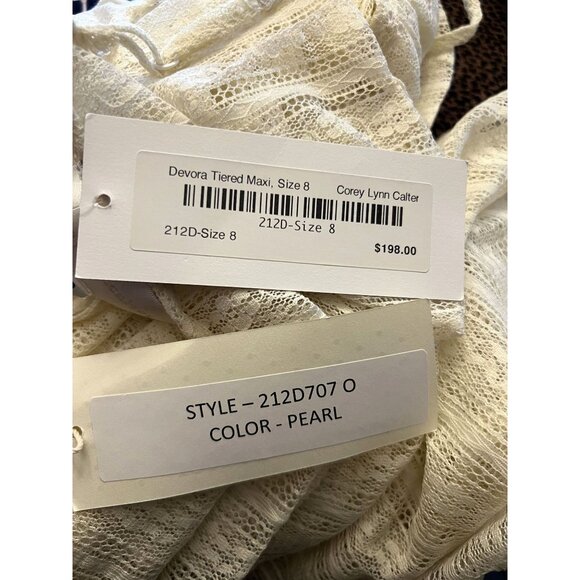 Devora Tiered Maxi, Size 8 Corey Lynn Calter
212D-Size 8
212D-Size 8 $198.00
STYLE – 212D707 O
COLOR - PEARL